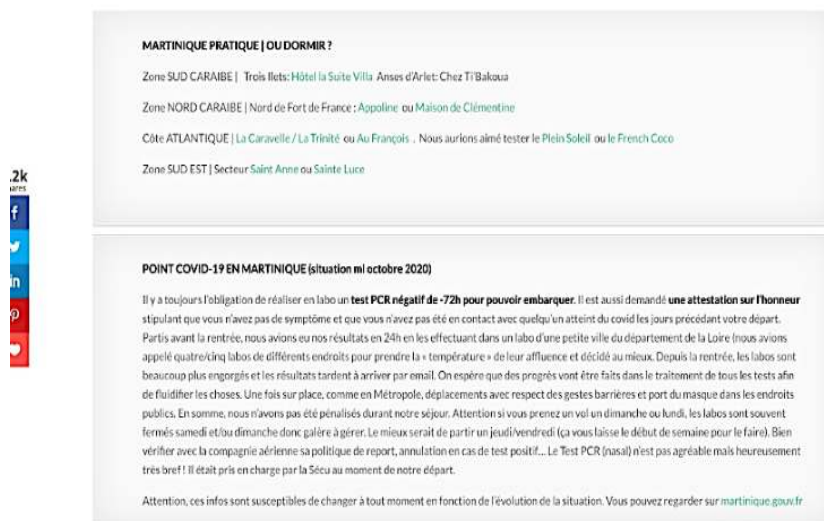 MARTINIQUE PRATIQUE | OU DORMIR ?
Zone SUD CARAIBE | Trois Ilets: Hôtel la Suite Villa Anses d'Arlet: Chez Ti'Bakoua
Zone NORD CARAIBE | Nord de Fort de France : Appoline ou Maison de Clémentine
Côte ATLANTIQUE | La Caravelle / La Trinité ou Au François . Nous aurions aimé tester le Plein Soleil ou le French Coco
Zone SUD EST | Secteur Saint Anne ou Sainte Luce
.2k
ares
f
in
POINT COVID-19 EN MARTINIQUE (situation mi octobre 2020)
Il y a toujours l'obligation de réaliser en labo un test PCR négatif de -72h pour pouvoir embarquer. Il est aussi demandé une attestation sur l'honneur
stipulant que vous n'avez pas de symptôme et que vous n'avez pas été en contact avec quelqu'un atteint du covid les jours précédant votre départ.
Partis avant la rentrée, nous avions eu nos résultats en 24h en les effectuant dans un labo d'une petite ville du département de la Loire (nous avions
appelé quatre/cinq labos de différents endroits pour prendre la « température » de leur affluence et décidé au mieux. Depuis la rentrée, les labos sont
beaucoup plus engorgés et les résultats tardent à arriver par email. On espère que des progrès vont être faits dans le traitement de tous les tests afin
de fluidifier les choses. Une fois sur place, comme en Métropole, déplacements avec respect des gestes barrières et port du masque dans les endroits
publics. En somme, nous n'avons pas été pénalisés durant notre séjour. Attention si vous prenez un vol un dimanche ou lundi, les labos sont souvent
fermés samedi et/ou dimanche donc galère à gérer. Le mieux serait de partir un jeudi/vendredi (ça vous laisse le début de semaine pour le faire). Bien
vérifier avec la compagnie aérienne sa politique de report, annulation en cas de test positif... Le Test PCR (nasal) n'est pas agréable mais heureusement
très bref ! Il était pris en charge par la Sécu au moment de notre départ.
Attention, ces infos sont susceptibles de changer à tout moment en fonction de l'évolution de la situation. Vous pouvez regarder sur martinique.gouv.fr